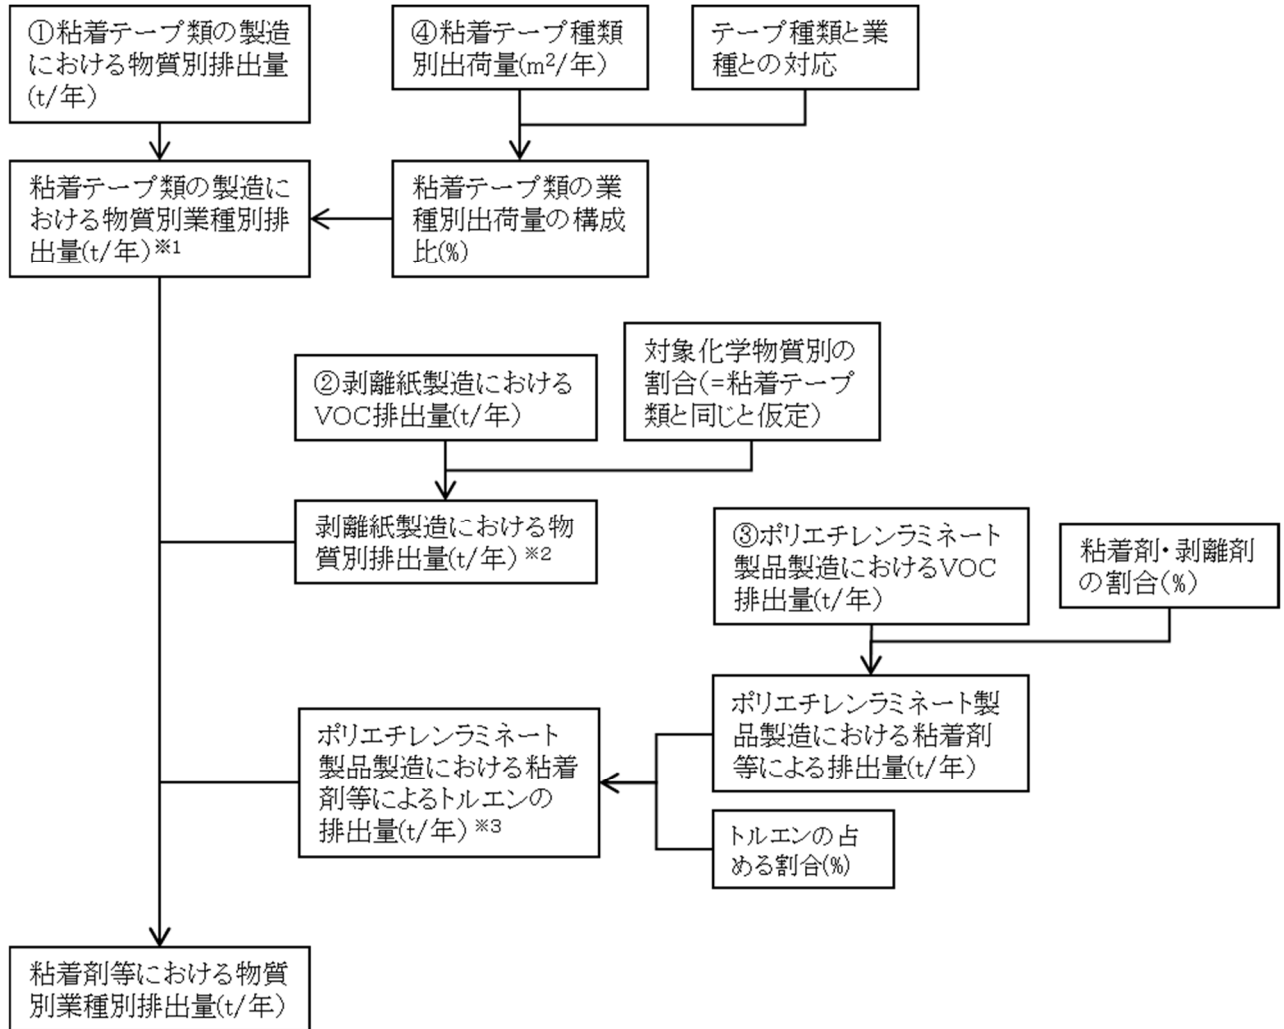 ①粘着テープ類の製造
における物質別排出量
(t/年)
④粘着テープ種類
別出荷量(m²/年)
テープ種類と業
種との対応
粘着テープ類の製造に
おける物質別業種別排
出量(t/年)※1
粘着テープ類の業
種別出荷量の構成
比(%)
②剥離紙製造における
VOC排出量(t/年)
対象化学物質別の
割合(=粘着テープ
類と同じと仮定)
剥離紙製造における物
質別排出量(t/年)※2
③ポリエチレンラミネート
製品製造におけるVOC
排出量(t/年)
粘着剤・剥離剤
の割合(%)
ポリエチレンラミネート製
品製造における粘着剤
等による排出量(t/年)
ポリエチレンラミネート
製品製造における粘着
剤等によるトルエンの
排出量(t/年)※3
トルエンの占
める割合(%)
粘着剤等における物質
別業種別排出量(t/年)